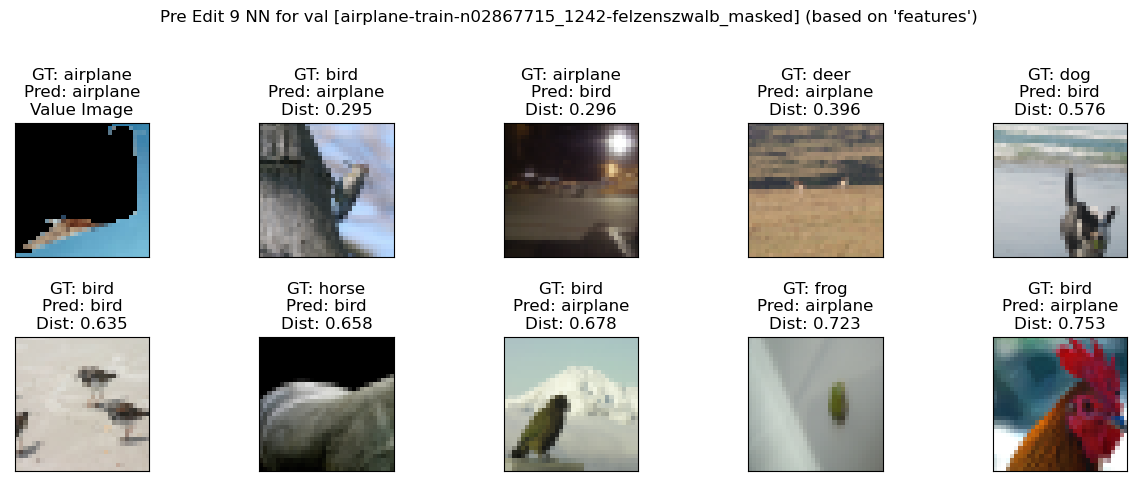 Pre Edit 9 NN for val [airplane-train-n02867715_1242-felzenszwalb_masked] (based on 'features')
GT: airplane
Pred: airplane
Value Image
GT: bird
Pred: airplane
Dist: 0.295
GT: airplane
Pred: bird
Dist: 0.296
GT: deer
Pred: airplane
Dist: 0.396
GT: dog
Pred: bird
Dist: 0.576
GT: bird
Pred: bird
Dist: 0.635
GT: horse
Pred: bird
Dist: 0.658
GT: bird
Pred: airplane
Dist: 0.678
GT: frog
Pred: airplane
Dist: 0.723
GT: bird
Pred: airplane
Dist: 0.753